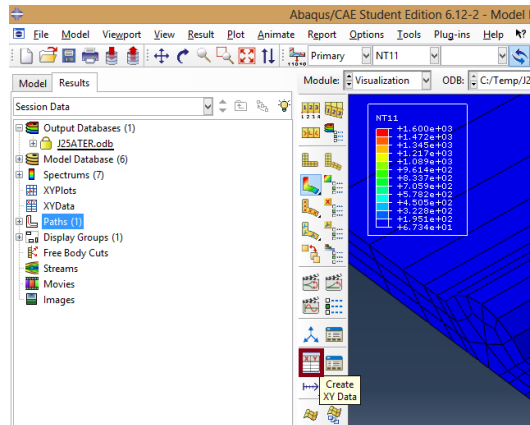 Abaqus/CAE Student Edition 6.12-2 - Model
File Model Viewport View Result Plot Animate Report Options Tools Plug-ins Help
Primary NT11
Model Results
Module: Visualization ODB: C:/Temp/J2
Session Data
Output Databases (1)
J25ATER.odb
Model Database (6)
Spectrums (7)
XYPlots
XYData
Paths (1)
Display Groups (1)
Free Body Cuts
Streams
Movies
Images
NT11
+1.600e+03
+1.472e+03
+1.345e+03
+1.217e+03
+1.089e+03
+9.614e+02
+8.337e+02
+7.059e+02
+5.782e+02
+4.505e+02
+3.228e+02
+1.951e+02
+6.734e+01
X Y
Create
XY Data